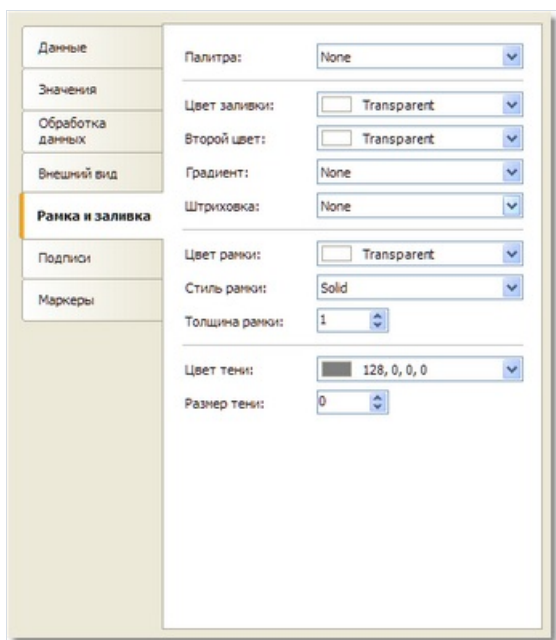 Данные
Значения
Обработка
данных
Внешний вид
Рамка и заливка
Подписи
Маркеры
Палитра: None
Цвет заливки: Transparent
Второй цвет: Transparent
Градиент: None
Штриховка: None
Цвет рамки: Transparent
Стиль рамки: Solid
Толщина рамки: 1
Цвет тени: 128, 0, 0, 0
Размер тени: 0